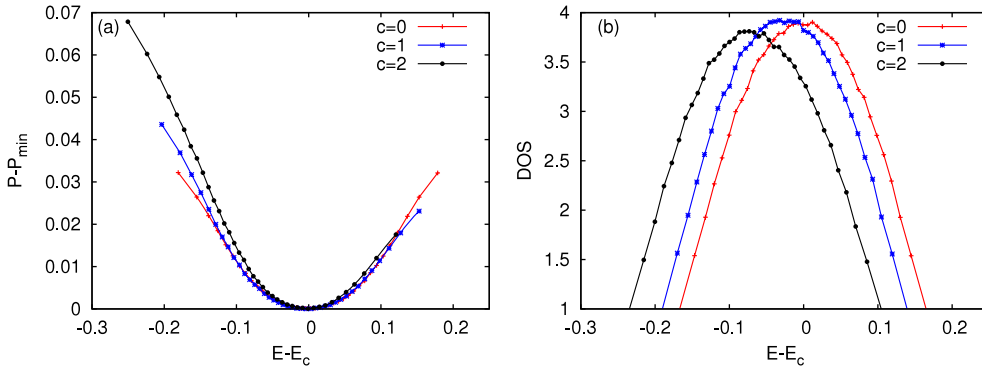 (a)
c=0
c=1
c=2
P-P_min
0.07
0.06
0.05
0.04
0.03
0.02
0.01
0
-0.3 -0.2 -0.1 0 0.1 0.2
E-E_c
(b)
c=0
c=1
c=2
DOS
4
3.5
3
2.5
2
1.5
1
-0.3 -0.2 -0.1 0 0.1 0.2
E-E_c